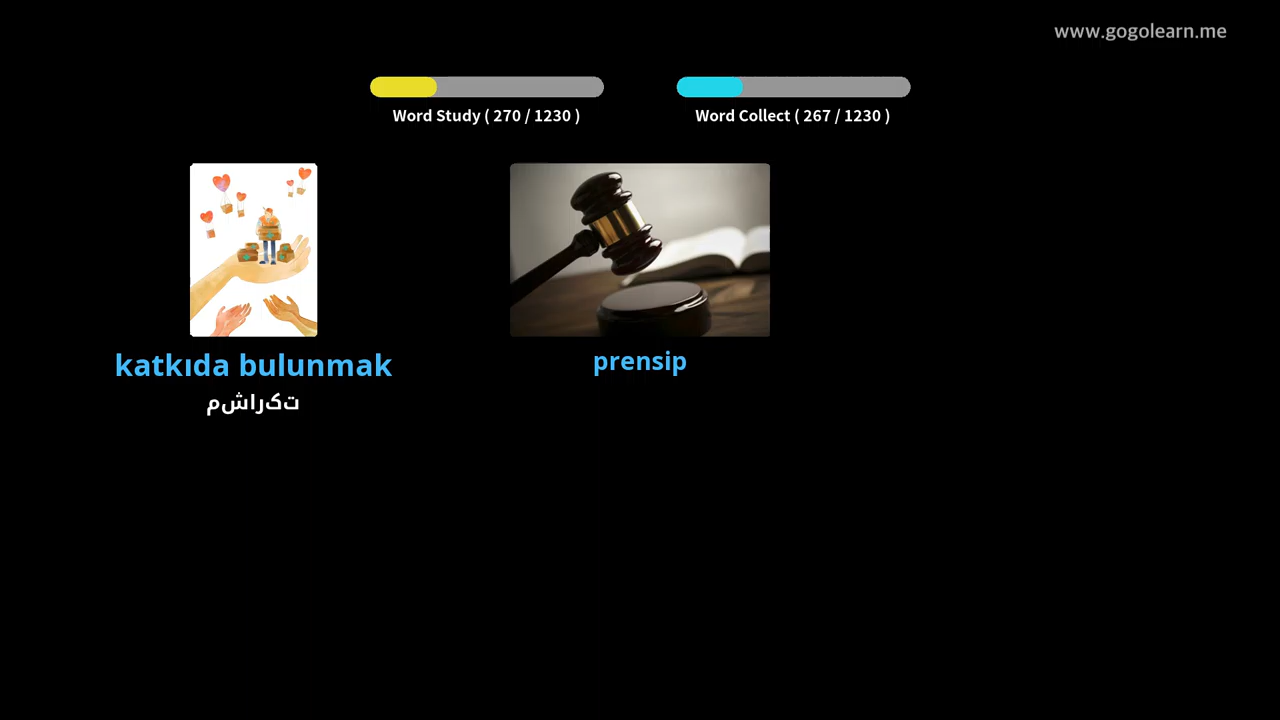 www.gogolearn.me
Word Study ( 270 / 1230 )
Word Collect ( 267 / 1230 )
katkıda bulunmak
تکراشم
prensip